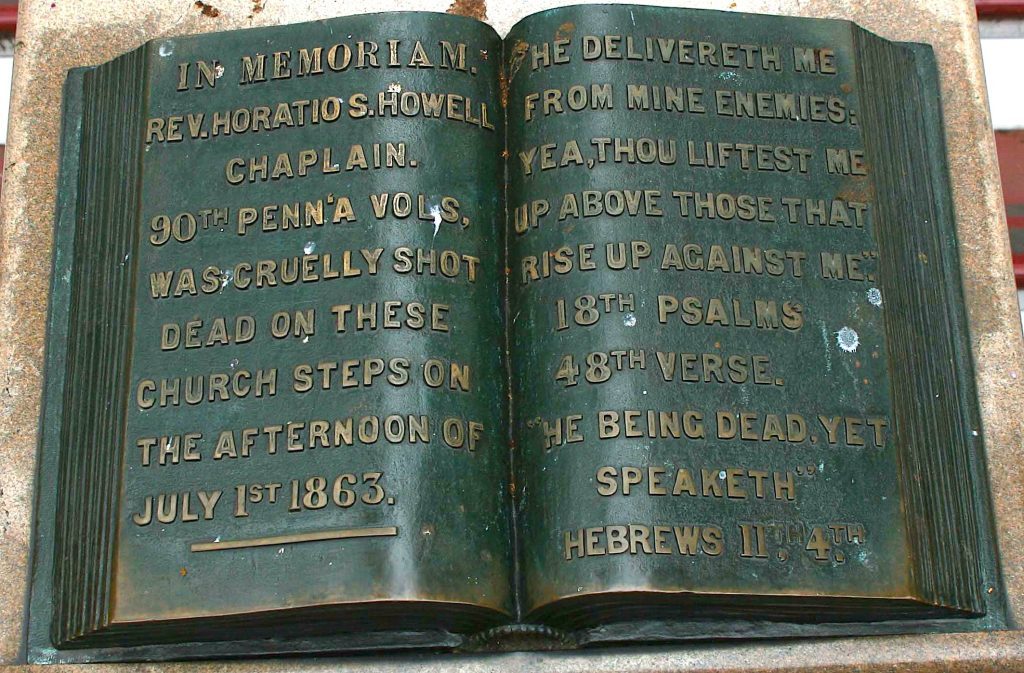 IN MEMORIAM.
REV. HORATIO S. HOWELL
CHAPLAIN.
90TH PENN'A VOLS,
WAS CRUELLY SHOT
DEAD ON THESE
CHURCH STEPS ON
THE AFTERNOON OF
JULY 1ST 1863.
"HE DELIVERETH ME
FROM MINE ENEMIES:
YEA, THOU LIFTEST ME
UP ABOVE THOSE THAT
RISE UP AGAINST ME."
18TH PSALMS
48TH VERSE.
"HE BEING DEAD, YET
SPEAKETH"
HEBREWS 11TH, 4.TH